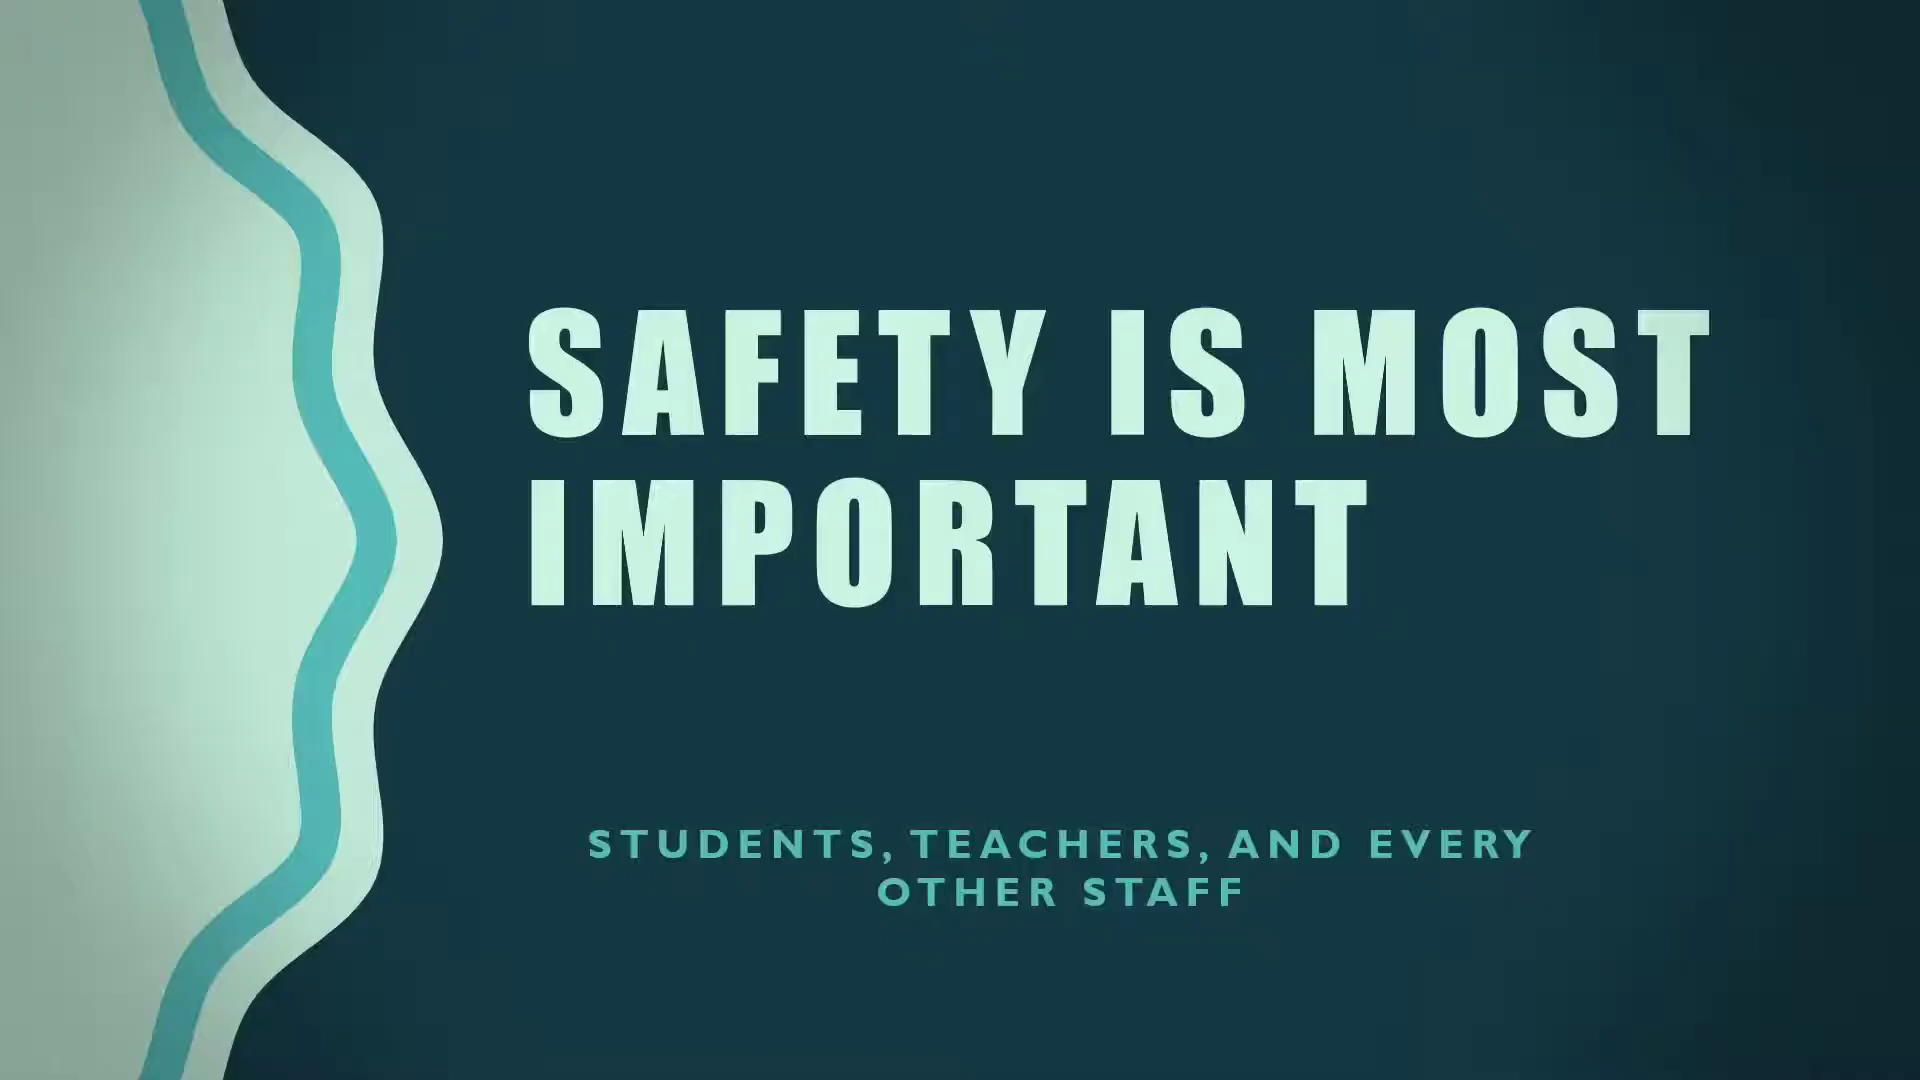 SAFETY IS MOST
IMPORTANT
STUDENTS, TEACHERS, AND EVERY
OTHER STAFF